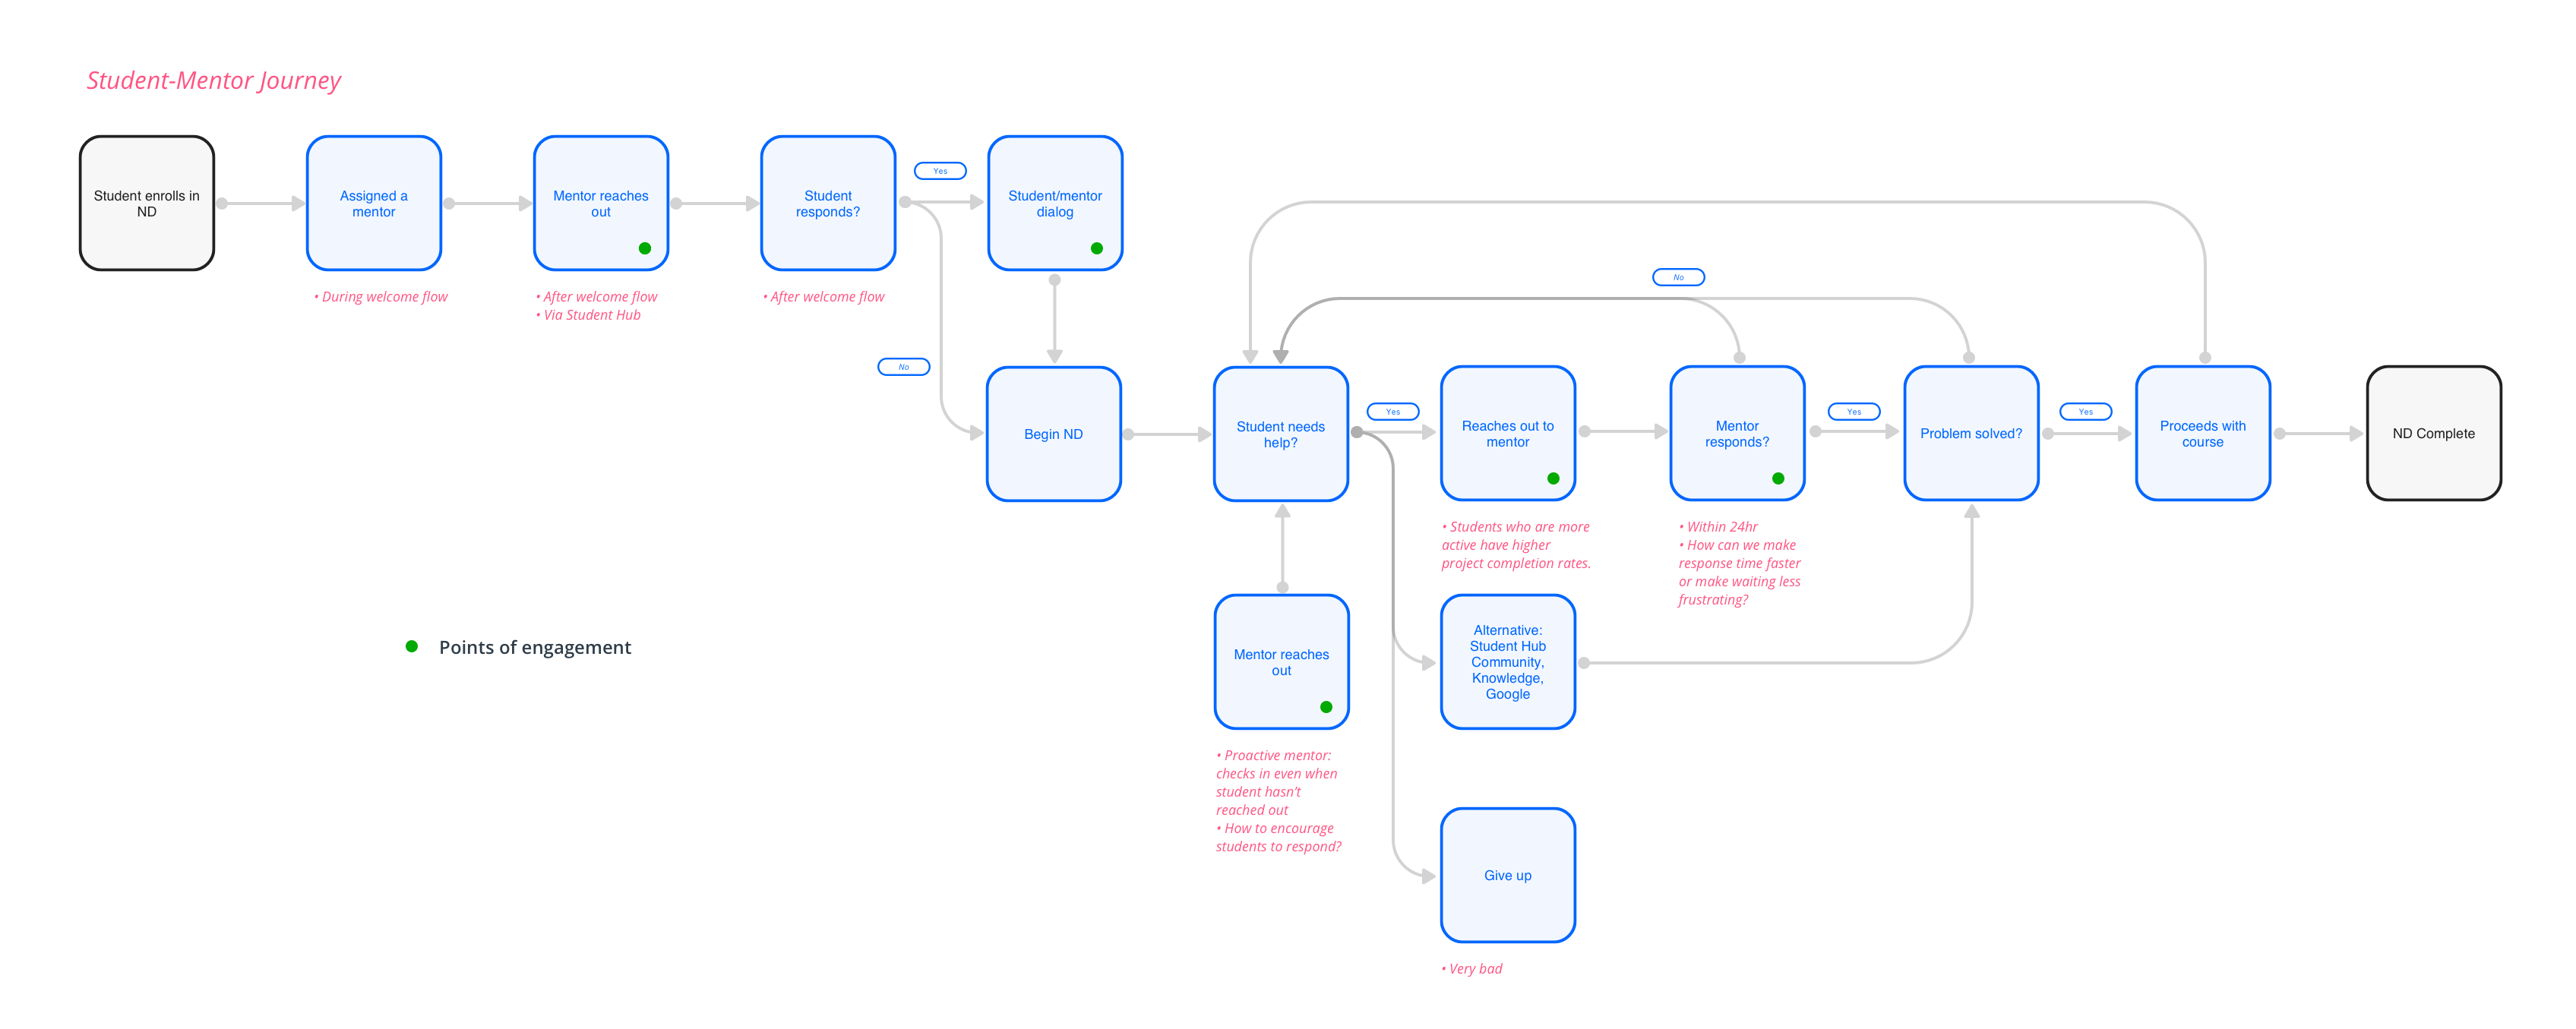 Student-Mentor Journey
Student enrolls in
ND
Assigned a
mentor
• During welcome flow
Mentor reaches
out
• After welcome flow
• Via Student Hub
Student
responds?
• After welcome flow
Yes
No
Student/mentor
dialog
Begin ND
Student needs
help?
Mentor reaches
out
• Proactive mentor:
checks in even when
student hasn’t
reached out
• How to encourage
students to respond?
Yes
Reaches out to
mentor
• Students who are more
active have higher
project completion rates.
Alternative:
Student Hub
Community,
Knowledge,
Google
Give up
• Very bad
No
Mentor
responds?
• Within 24hr
• How can we make
response time faster
or make waiting less
frustrating?
Yes
Problem solved?
Yes
Proceeds with
course
ND Complete
Points of engagement